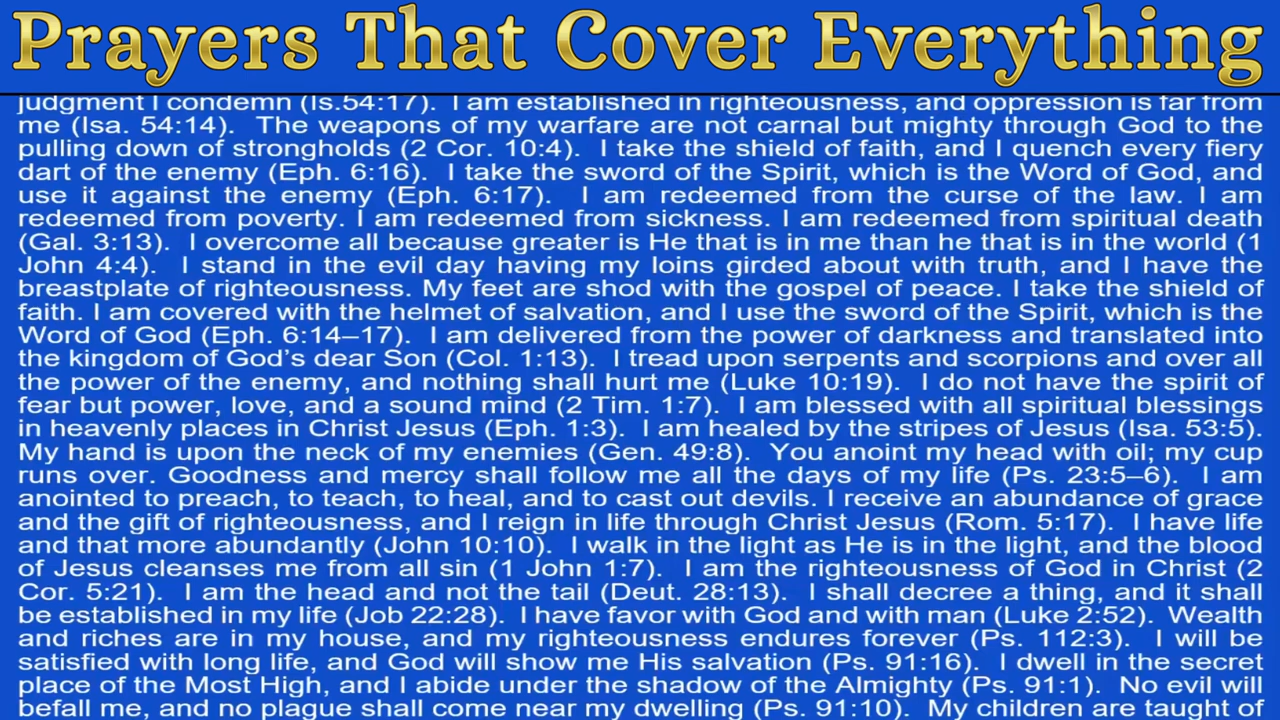 Prayers That Cover Everything
judgment I condemn (Is.54:17). I am established in righteousness, and oppression is far from
me (Isa. 54:14). The weapons of my warfare are not carnal but mighty through God to the
pulling down of strongholds (2 Cor. 10:4). I take the shield of faith, and I quench every fiery
dart of the enemy (Eph. 6:16). I take the sword of the Spirit, which is the Word of God, and
use it against the enemy (Eph. 6:17). I am redeemed from the curse of the law. I am
redeemed from poverty. I am redeemed from sickness. I am redeemed from spiritual death
(Gal. 3:13). I overcome all because greater is He that is in me than he that is in the world (1
John 4:4). I stand in the evil day having my loins girded about with truth, and I have the
breastplate of righteousness. My feet are shod with the gospel of peace. I take the shield of
faith. I am covered with the helmet of salvation, and I use the sword of the Spirit, which is the
Word of God (Eph. 6:14–17). I am delivered from the power of darkness and translated into
the kingdom of God’s dear Son (Col. 1:13). I tread upon serpents and scorpions and over all
the power of the enemy, and nothing shall hurt me (Luke 10:19). I do not have the spirit of
fear but power, love, and a sound mind (2 Tim. 1:7). I am blessed with all spiritual blessings
in heavenly places in Christ Jesus (Eph. 1:3). I am healed by the stripes of Jesus (Isa. 53:5).
My hand is upon the neck of my enemies (Gen. 49:8). You anoint my head with oil; my cup
runs over. Goodness and mercy shall follow me all the days of my life (Ps. 23:5–6). I am
anointed to preach, to teach, to heal, and to cast out devils. I receive an abundance of grace
and the gift of righteousness, and I reign in life through Christ Jesus (Rom. 5:17). I have life
and that more abundantly (John 10:10). I walk in the light as He is in the light, and the blood
of Jesus cleanses me from all sin (1 John 1:7). I am the righteousness of God in Christ (2
Cor. 5:21). I am the head and not the tail (Deut. 28:13). I shall decree a thing, and it shall
be established in my life (Job 22:28). I have favor with God and with man (Luke 2:52). Wealth
and riches are in my house, and my righteousness endures forever (Ps. 112:3). I will be
satisfied with long life, and God will show me His salvation (Ps. 91:16). I dwell in the secret
place of the Most High, and I abide under the shadow of the Almighty (Ps. 91:1). No evil will
befall me, and no plague shall come near my dwelling (Ps. 91:10). My children are taught of